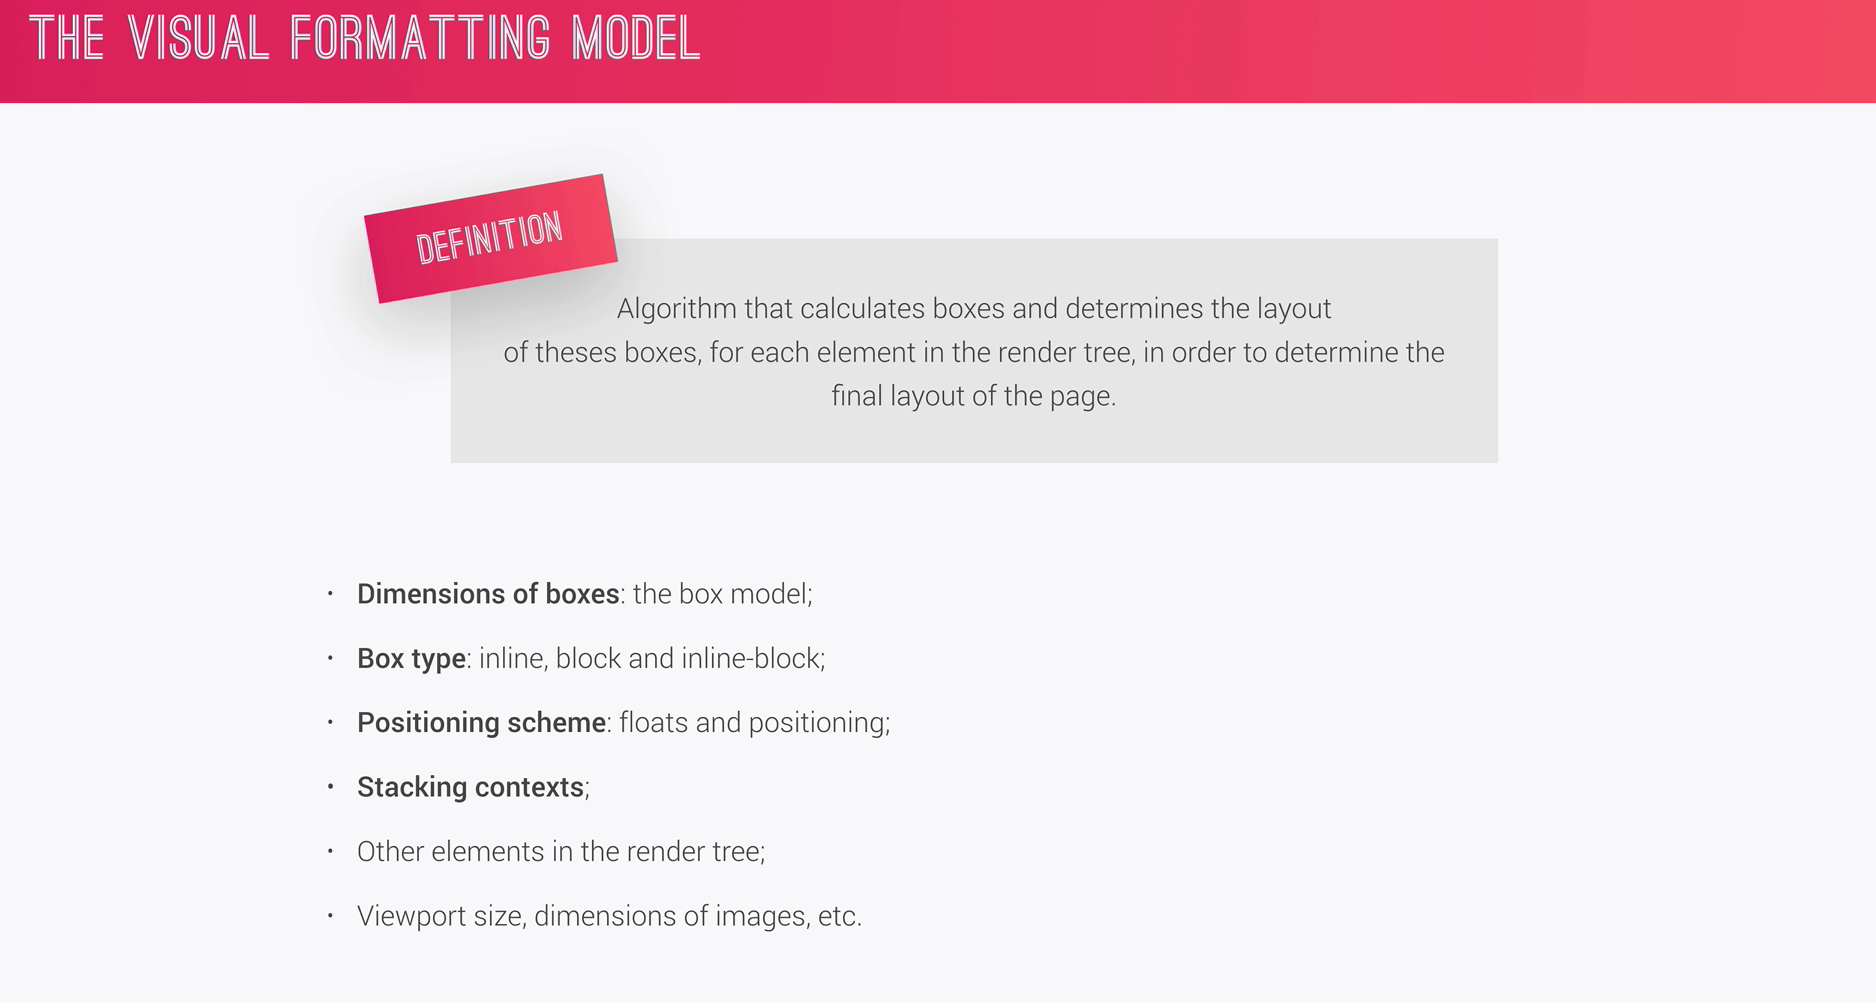 THE VISUAL FORMATTING MODEL
DEFINITION
Algorithm that calculates boxes and determines the layout
of theses boxes, for each element in the render tree, in order to determine the
final layout of the page.
• Dimensions of boxes: the box model;
• Box type: inline, block and inline-block;
• Positioning scheme: floats and positioning;
• Stacking contexts;
• Other elements in the render tree;
• Viewport size, dimensions of images, etc.